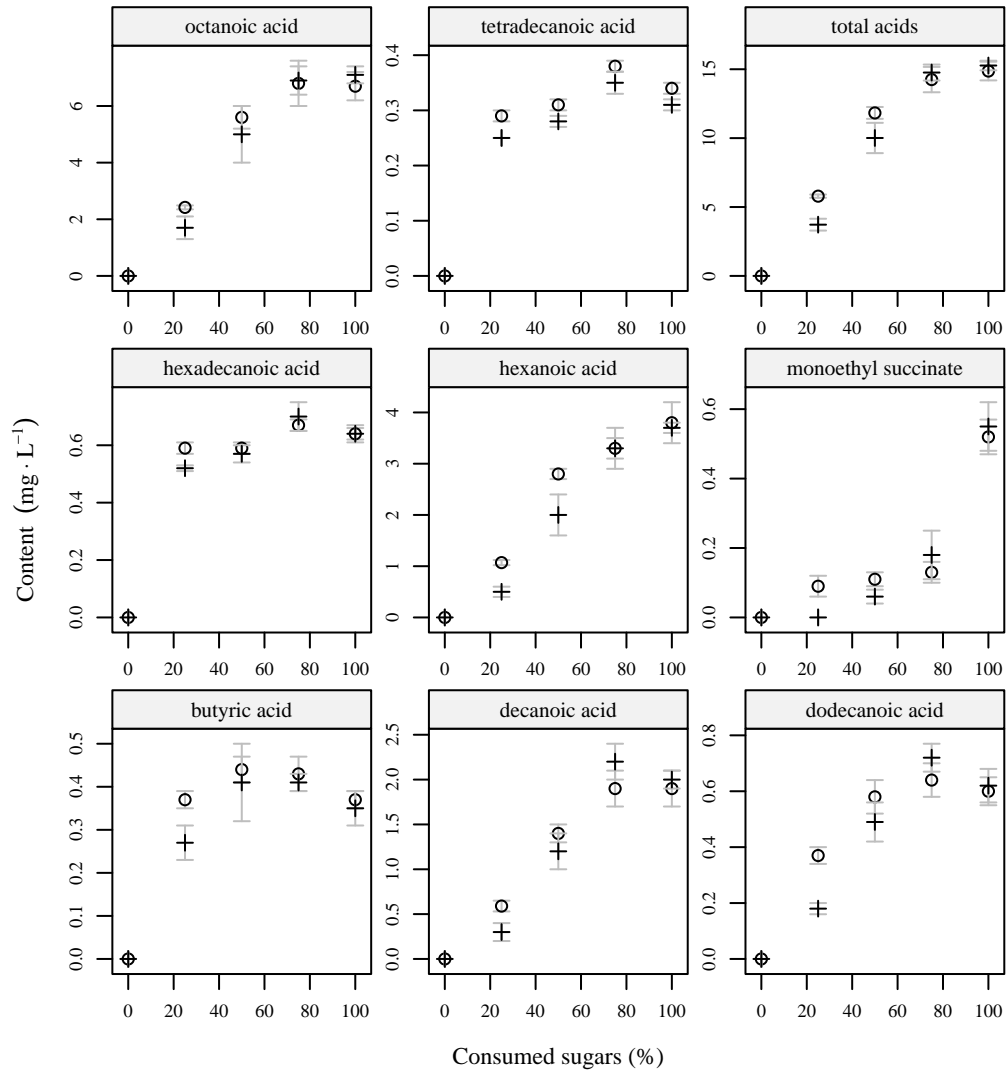 octanoic acid
tetradecanoic acid
total acids
0 2 4 6
0.0 0.2 0.3 0.4
0 5 10 15
0 20 40 60 80 100
0 20 40 60 80 100
0 20 40 60 80 100
hexadecanoic acid
hexanoic acid
monoethyl succinate
0.0 0.2 0.4 0.6
0 1 2 3 4
0.0 0.2 0.4 0.6
0 20 40 60 80 100
0 20 40 60 80 100
0 20 40 60 80 100
butyric acid
decanoic acid
dodecanoic acid
0.0 0.1 0.2 0.3 0.4 0.5
0.0 0.5 1.0 1.5 2.0 2.5
0.0 0.2 0.4 0.6 0.8
0 20 40 60 80 100
0 20 40 60 80 100
0 20 40 60 80 100
Content (mg · L⁻¹)
Consumed sugars (%)